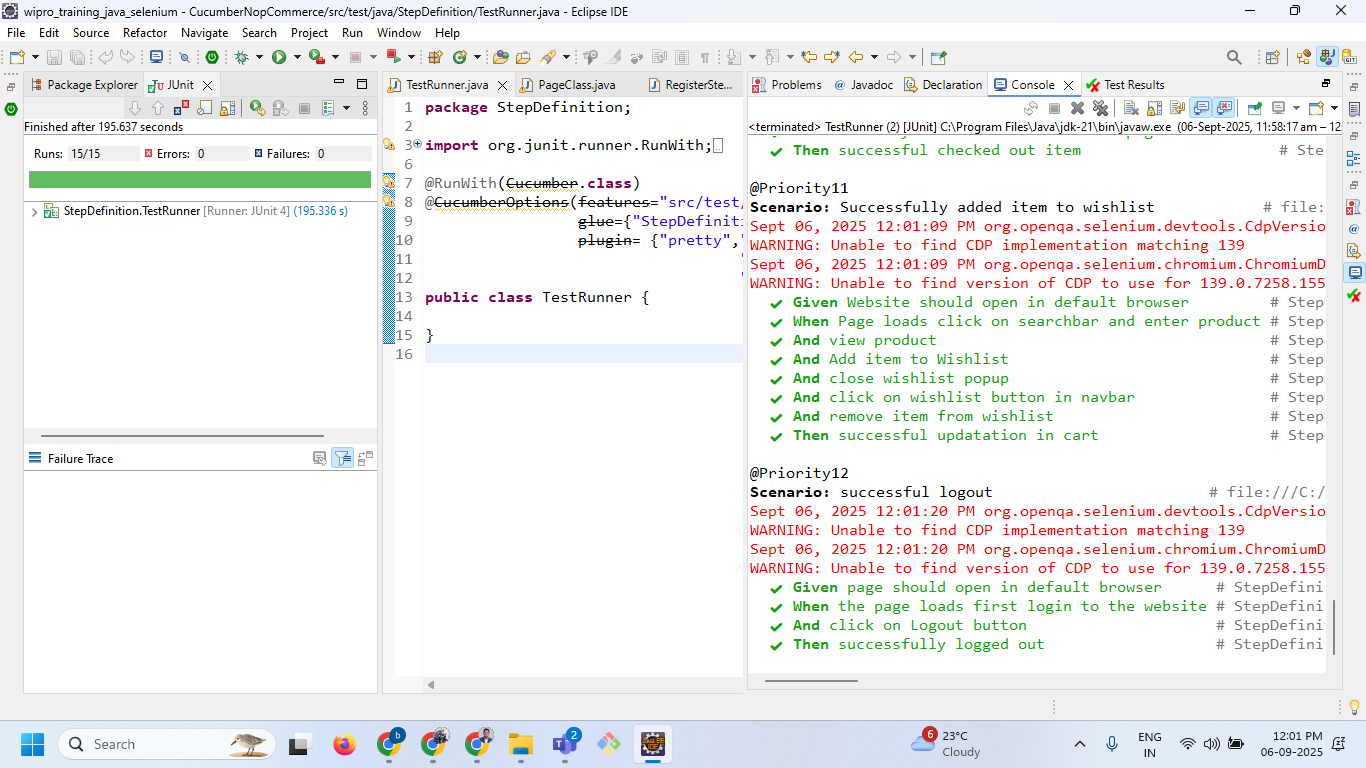 wipro_training_java_selenium - CucumberNopCommerce/src/test/java/StepDefinition/TestRunner.java - Eclipse IDE
File Edit Source Refactor Navigate Search Project Run Window Help
Package Explorer JUnit
Finished after 195.637 seconds
Runs: 15/15 Errors: 0 Failures: 0
StepDefinition.TestRunner [Runner: JUnit 4] (195.336 s)
Failure Trace
TestRunner.java PageClass.java RegisterSte...
1 package StepDefinition;
2
3 import org.junit.runner.RunWith;
6
7 @RunWith(Cucumber.class)
8 @CucumberOptions(features="src/test/
9 glue={"StepDefiniti
10 plugin= {"pretty","
11 "
12 "
13 public class TestRunner {
14
15 }
16
Problems @ Javadoc Declaration Console Test Results
<terminated> TestRunner (2) [JUnit] C:\Program Files\Java\jdk-21\bin\javaw.exe (06-Sept-2025, 11:58:17 am – 12:
Then successful checked out item # Ste
@Priority11
Scenario: Successfully added item to wishlist # file:
Sept 06, 2025 12:01:09 PM org.openqa.selenium.devtools.CdpVersio
WARNING: Unable to find CDP implementation matching 139
Sept 06, 2025 12:01:09 PM org.openqa.selenium.chromium.ChromiumD
WARNING: Unable to find version of CDP to use for 139.0.7258.155
Given Website should open in default browser # Step
When Page loads click on searchbar and enter product # Step
And view product # Step
And Add item to Wishlist # Step
And close wishlist popup # Step
And click on wishlist button in navbar # Step
And remove item from wishlist # Step
Then successful updatation in cart # Step
@Priority12
Scenario: successful logout # file:///C:/
Sept 06, 2025 12:01:20 PM org.openqa.selenium.devtools.CdpVersio
WARNING: Unable to find CDP implementation matching 139
Sept 06, 2025 12:01:20 PM org.openqa.selenium.chromium.ChromiumD
WARNING: Unable to find version of CDP to use for 139.0.7258.155
Given page should open in default browser # StepDefini
When the page loads first login to the website # StepDefini
And click on Logout button # StepDefini
Then successfully logged out # StepDefini
Search
b
2
6
23°C
Cloudy
ENG
IN
12:01 PM
06-09-2025